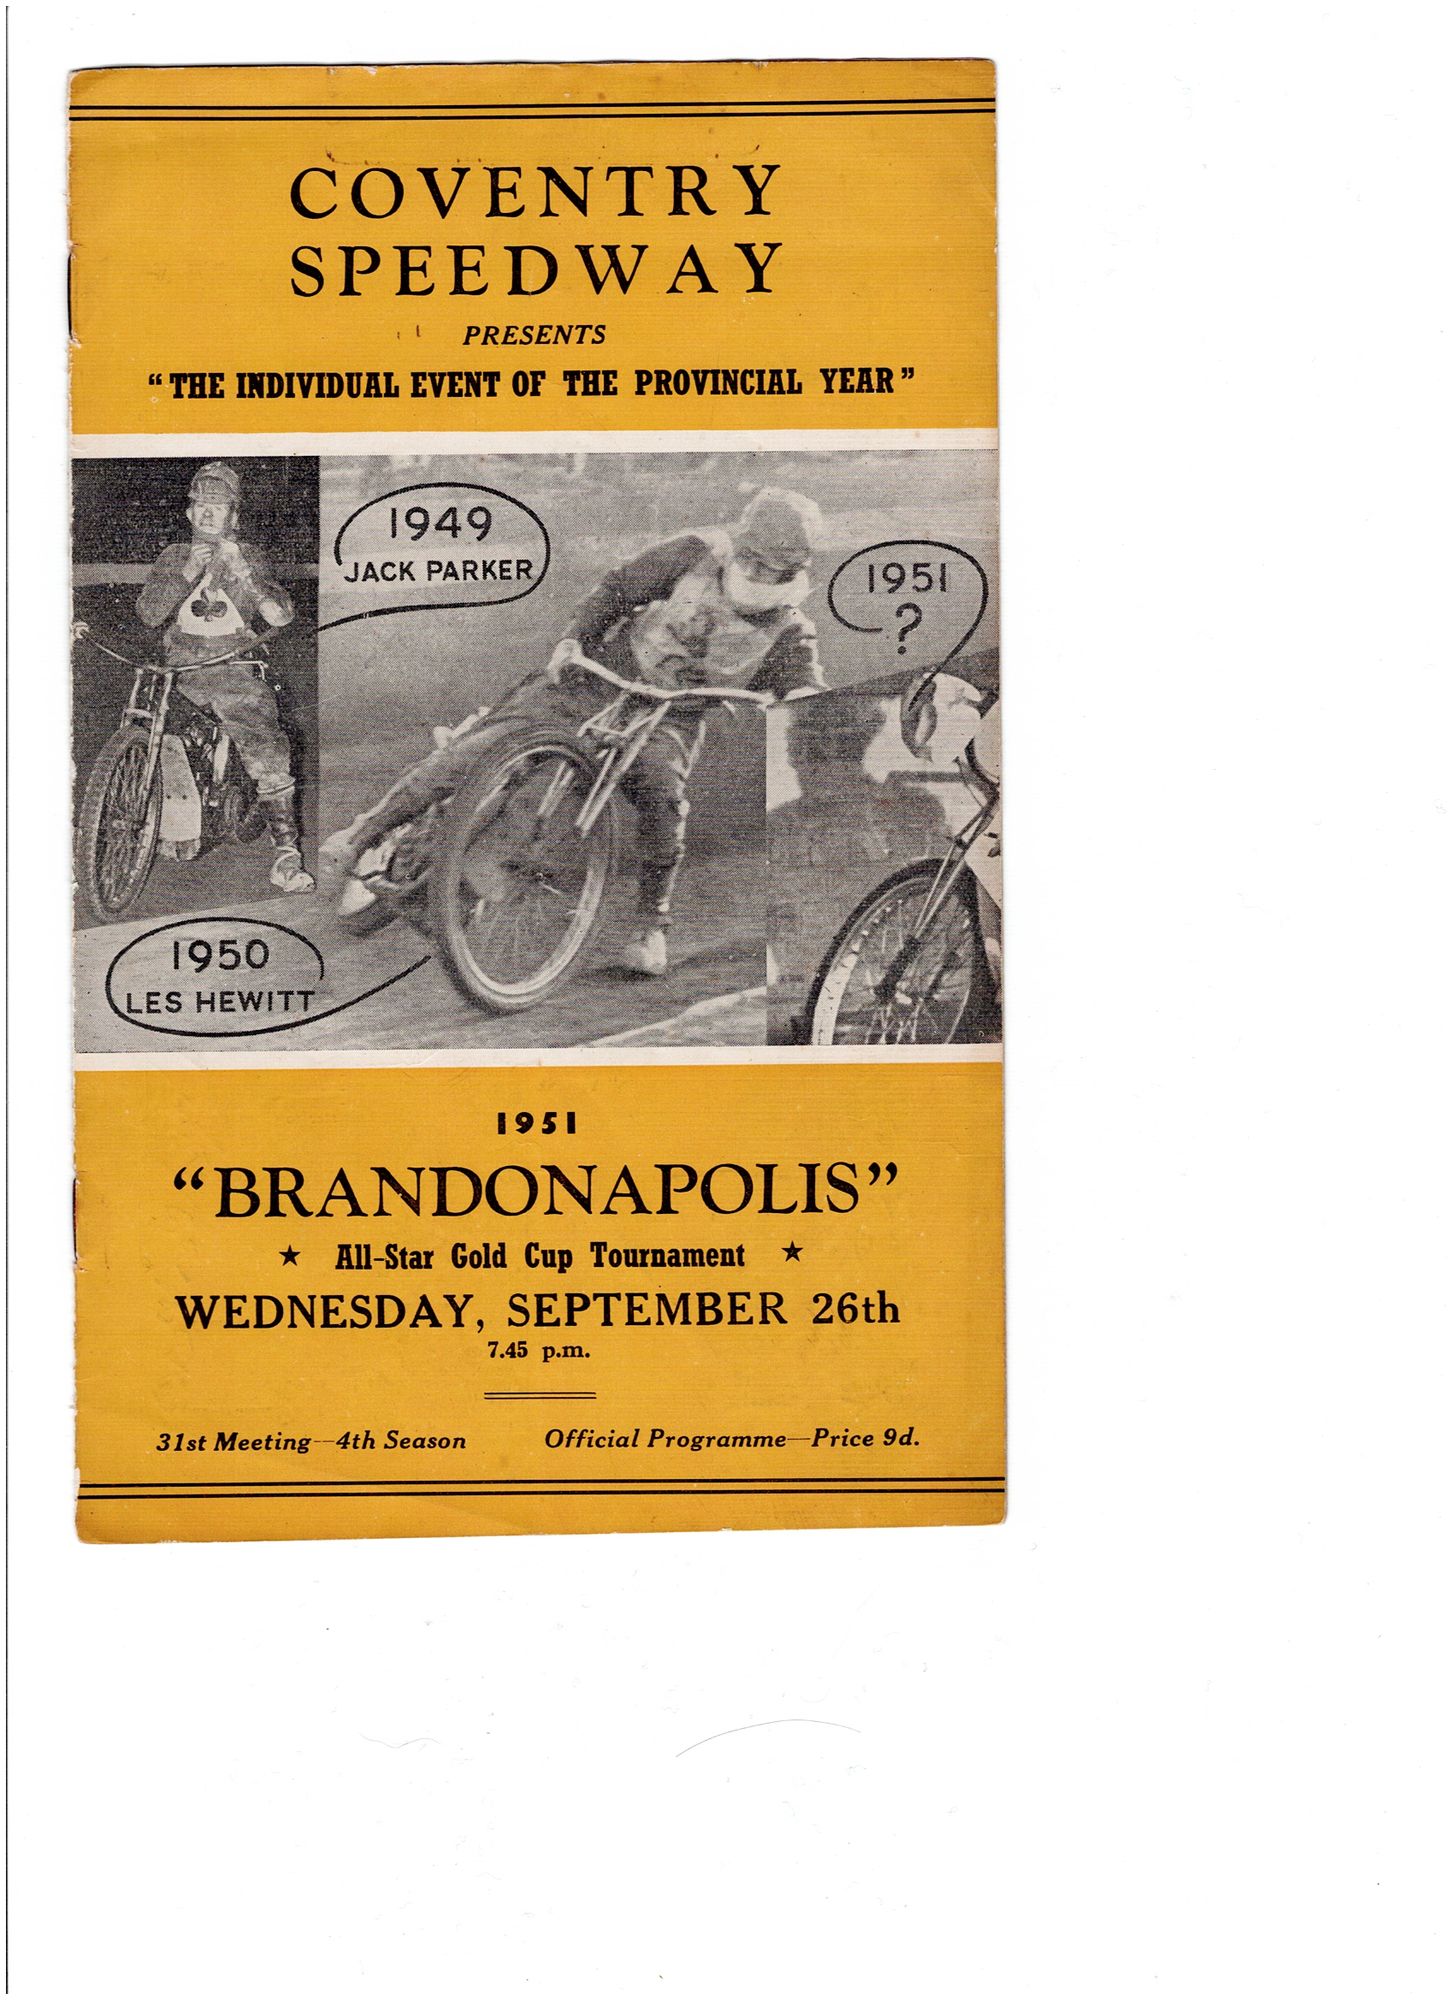 COVENTRY
SPEEDWAY
PRESENTS
“THE INDIVIDUAL EVENT OF THE PROVINCIAL YEAR”
1949
JACK PARKER
1951
?
1950
LES HEWITT
1951
“BRANDONAPOLIS”
★ All-Star Gold Cup Tournament ★
WEDNESDAY, SEPTEMBER 26th
7.45 p.m.
31st Meeting—4th Season Official Programme—Price 9d.